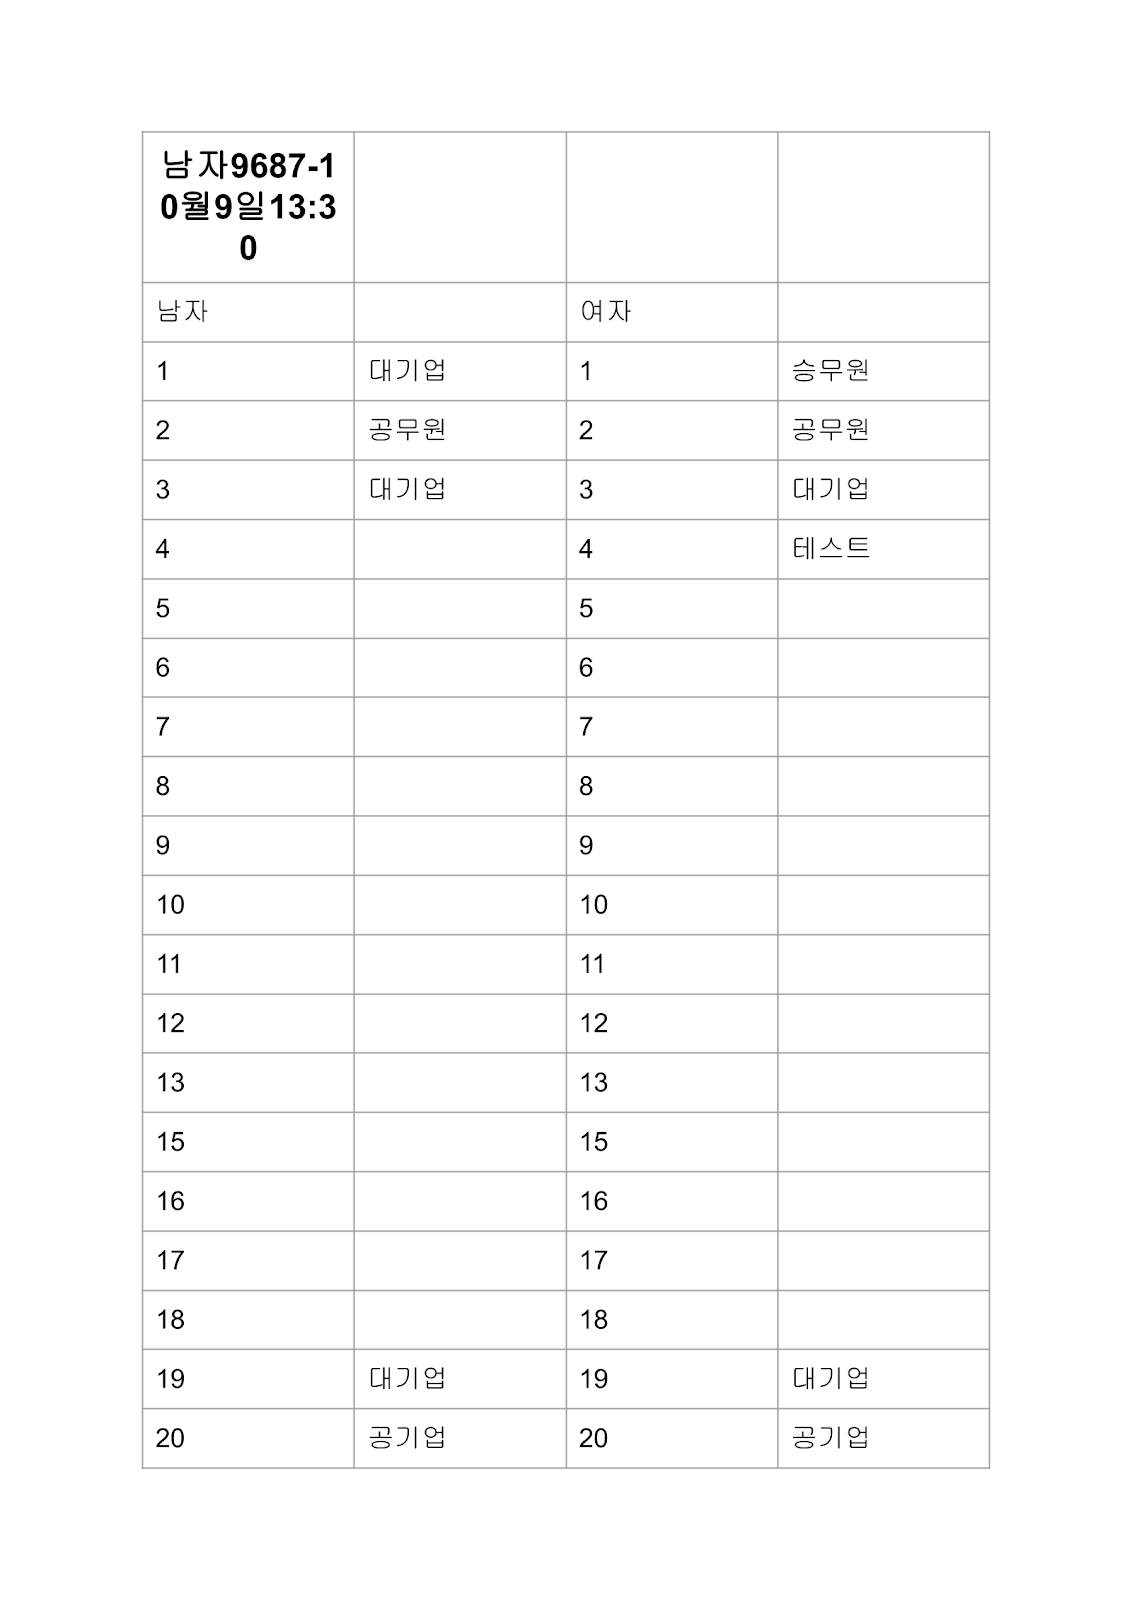 남자9687-1
0월9일13:3
0
남자 여자
1 대기업 1 승무원
2 공무원 2 공무원
3 대기업 3 대기업
4 4 테스트
5 5
6 6
7 7
8 8
9 9
10 10
11 11
12 12
13 13
15 15
16 16
17 17
18 18
19 대기업 19 대기업
20 공기업 20 공기업